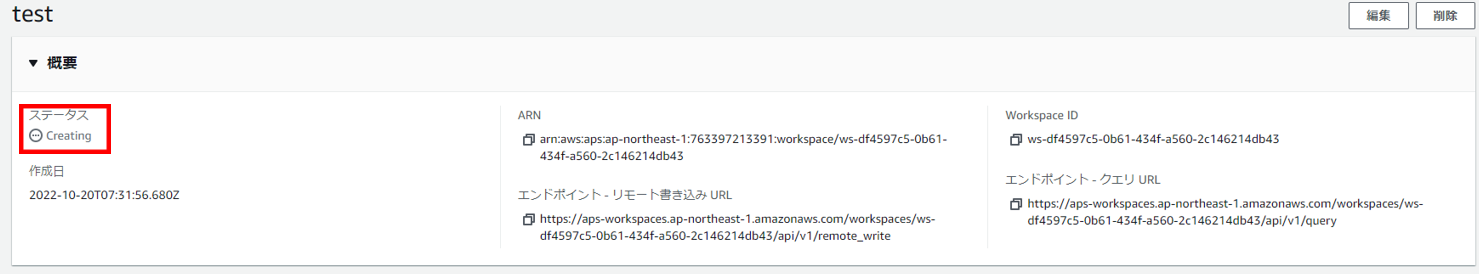 test
編集
削除
▼ 概要
ステータス
Creating
作成日
2022-10-20T07:31:56.680Z
ARN
arn:aws:aps:ap-northeast-1:763397213391:workspace/ws-df4597c5-0b61-
434f-a560-2c146214db43
エンドポイント - リモート書き込み URL
https://aps-workspaces.ap-northeast-1.amazonaws.com/workspaces/ws-
df4597c5-0b61-434f-a560-2c146214db43/api/v1/remote_write
Workspace ID
ws-df4597c5-0b61-434f-a560-2c146214db43
エンドポイント - クエリ URL
https://aps-workspaces.ap-northeast-1.amazonaws.com/workspaces/ws-
df4597c5-0b61-434f-a560-2c146214db43/api/v1/query